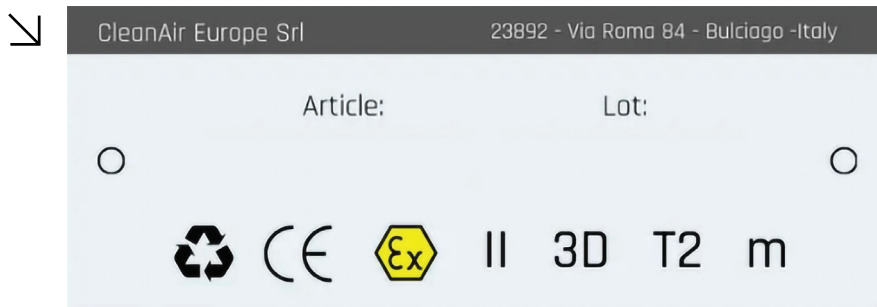 CleanAir Europe Srl 23892 - Via Roma 84 - Bulciago -Italy
Article: Lot:
CE Ex II 3D T2 m